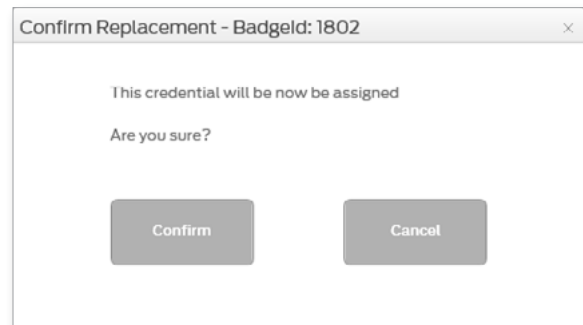 Confirm Replacement - BadgeId: 1802
This credential will be now be assigned
Are you sure?
Confirm
Cancel